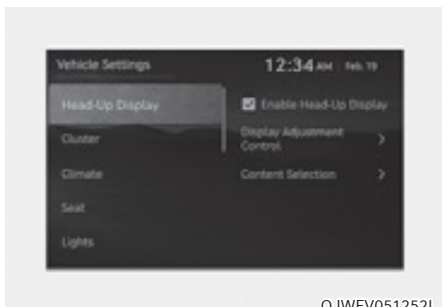 Vehicle Settings
12:34 AM Feb. 19
Head-Up Display
Enable Head-Up Display
Cluster
Display Adjustment
Control
Climate
Content Selection
Seat
Lights
OJWEV051252L